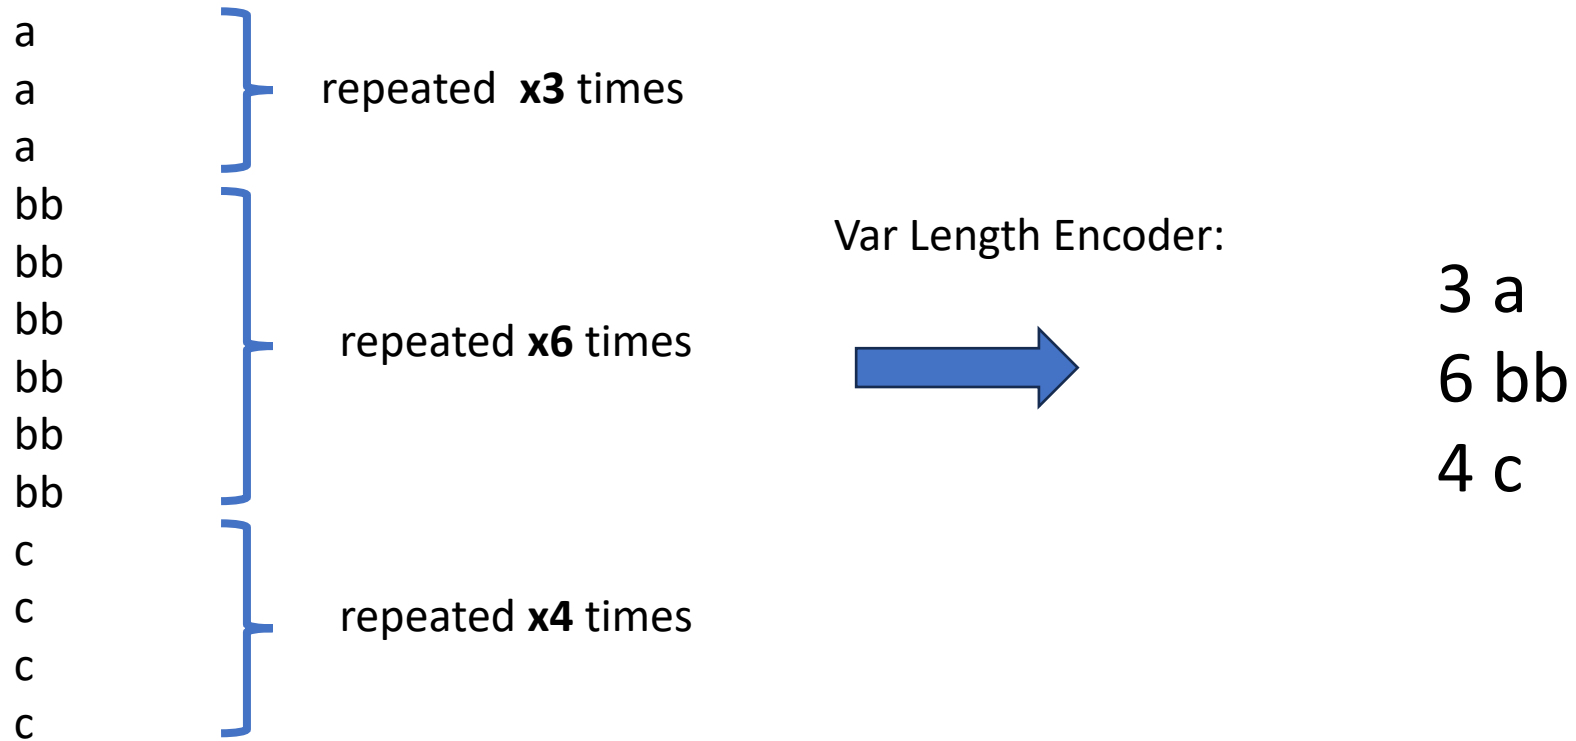 a
a
a
repeated  x3 times
bb
bb
bb
bb
bb
bb
repeated x6 times
c
c
c
c
repeated x4 times
Var Length Encoder:
3 a
6 bb
4 c